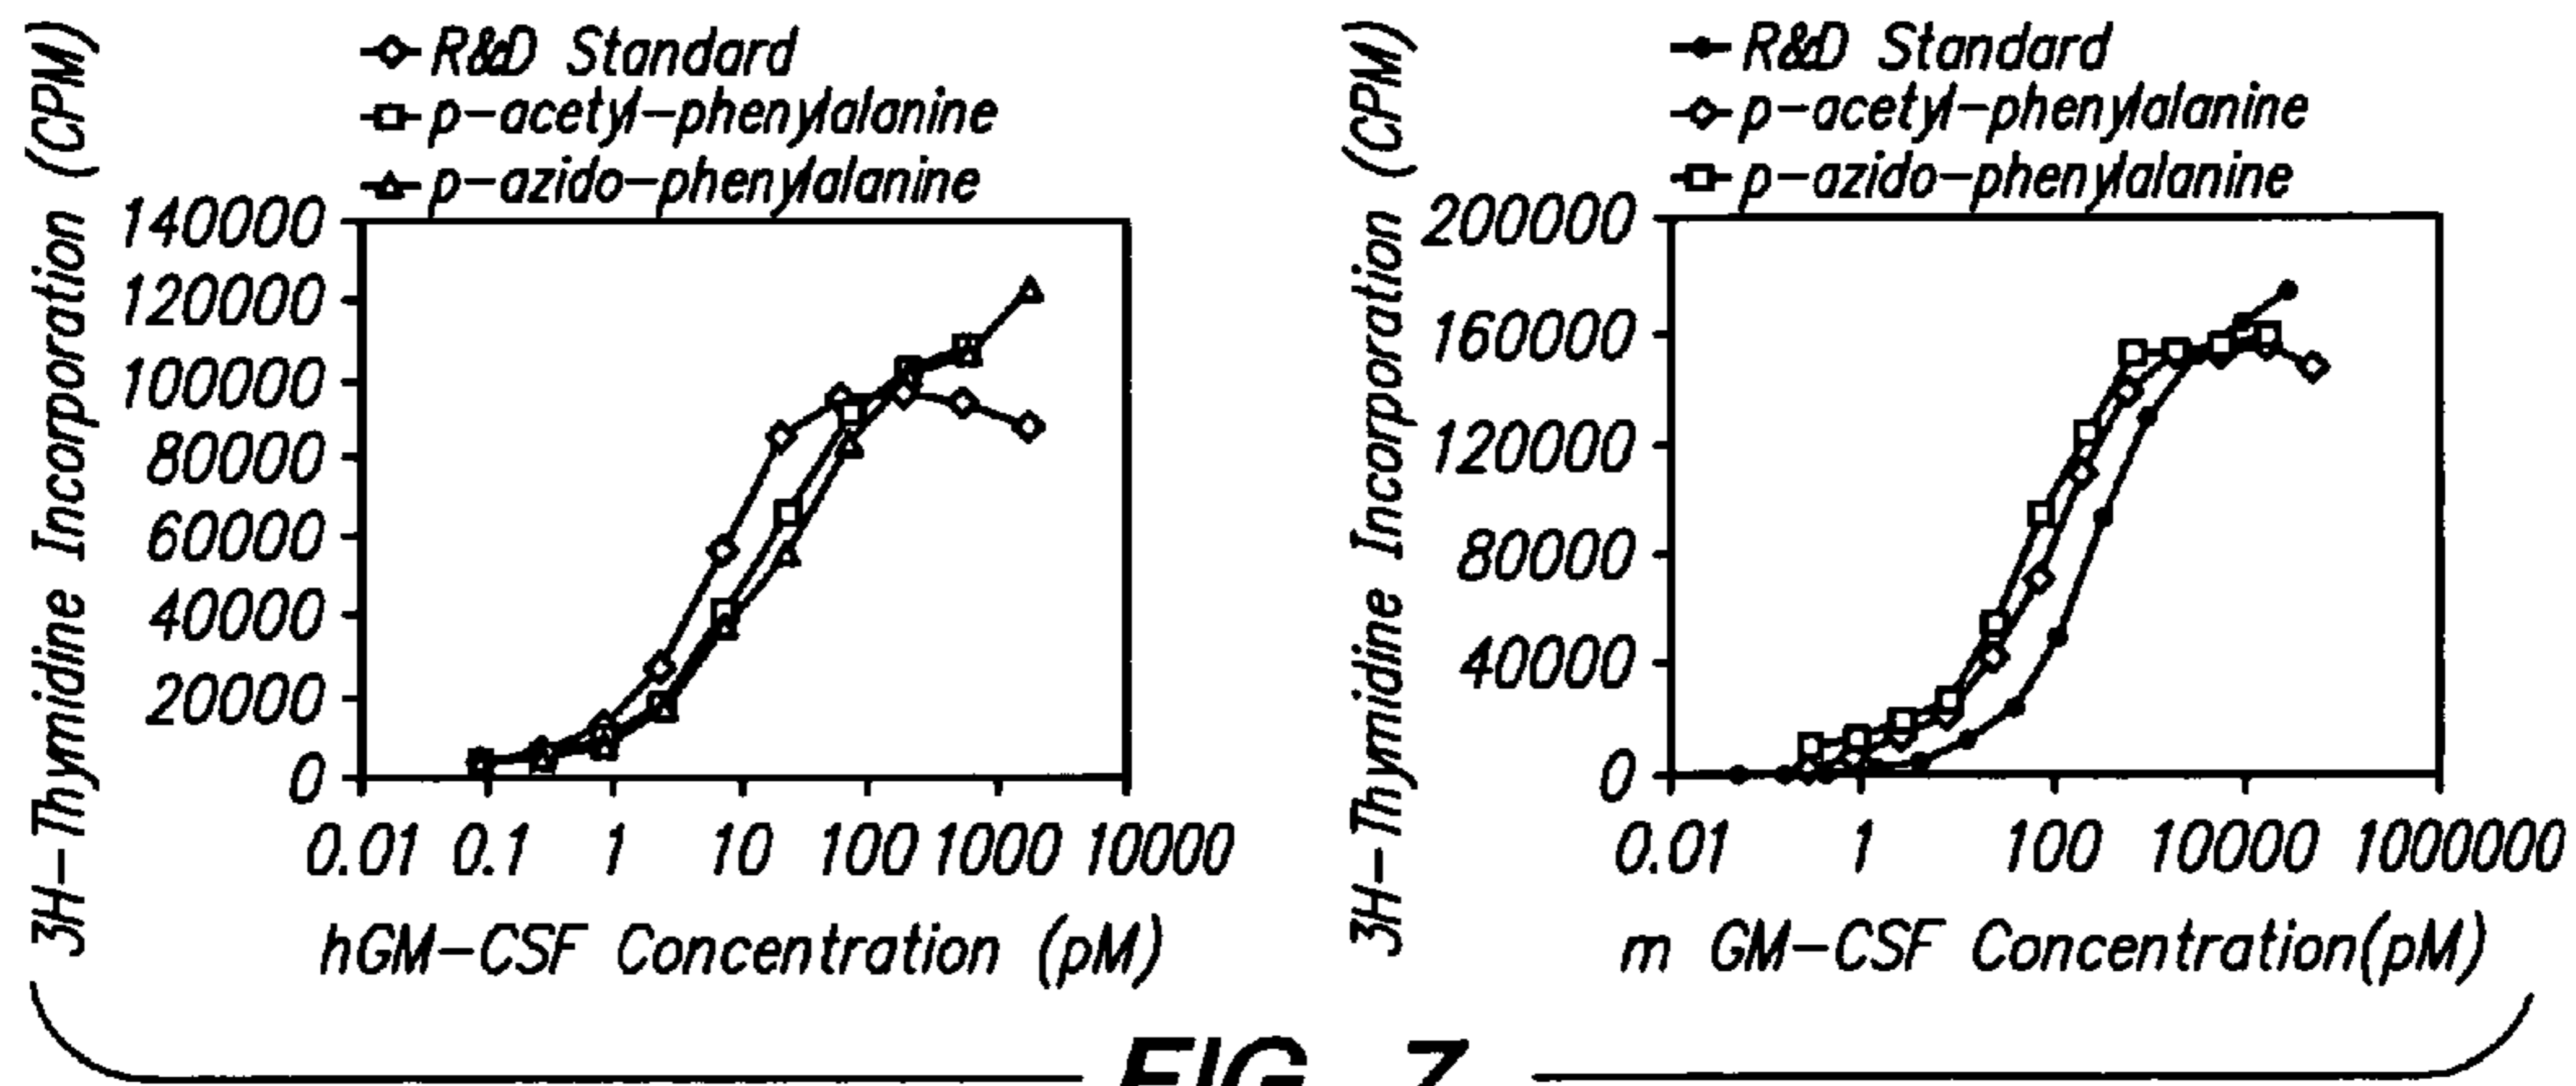 3H-Thymidine Incorporation (CPM)
R&D Standard
p-acetyl-phenylalanine
p-azido-phenylalanine
140000
120000
100000
80000
60000
40000
20000
0
0.01 0.1 1 10 100 1000 10000
hGM-CSF Concentration (pM)
3H-Thymidine Incorporation (CPM)
R&D Standard
p-acetyl-phenylalanine
p-azido-phenylalanine
200000
160000
120000
80000
40000
0
0.01 1 100 10000 1000000
m GM-CSF Concentration(pM)
FIG. 7